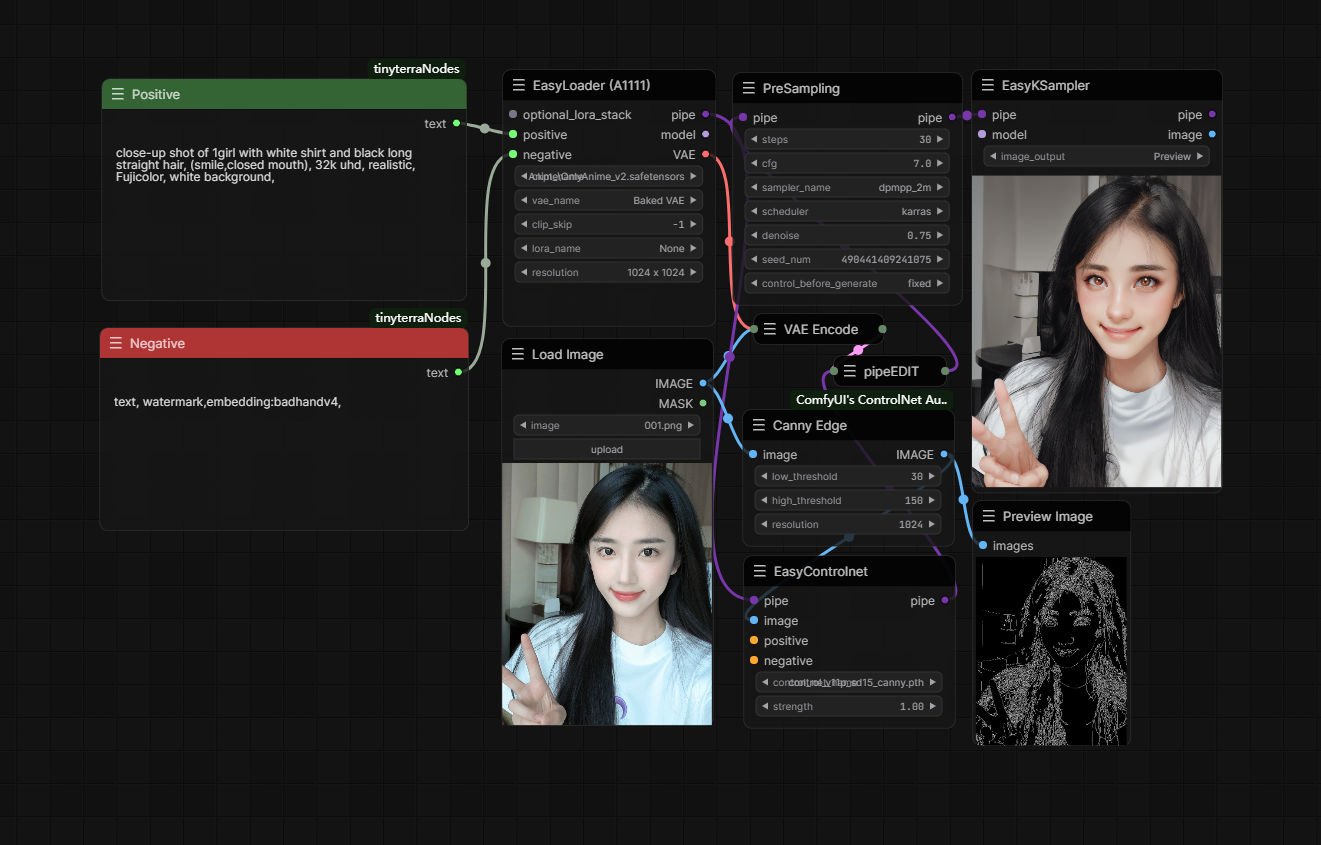 tinyterraNodes
Positive
text
close-up shot of 1girl with white shirt and black long
straight hair, (smile,closed mouth), 32k uhd, realistic,
Fujicolor, white background,
tinyterraNodes
Negative
text
text, watermark,embedding:badhandv4,
EasyLoader (A1111)
optional_lora_stack pipe
positive model
negative VAE
Anime_v2.safetensors
vae_name Baked VAE
clip_skip -1
lora_name None
resolution 1024 x 1024
Load Image
IMAGE
MASK
image 001.png
upload
PreSampling
pipe pipe
steps 30
cfg 7.0
sampler_name dpmpp_2m
scheduler karras
denoise 0.75
seed_num 490441409241075
control_before_generate fixed
VAE Encode
pipeEDIT
ComfyUI's ControlNet Au..
Canny Edge
image IMAGE
low_threshold 30
high_threshold 150
resolution 1024
EasyControlnet
pipe pipe
image
positive
negative
sd15_canny.pth
strength 1.00
EasyKSampler
pipe pipe
model image
image_output Preview
Preview Image
images